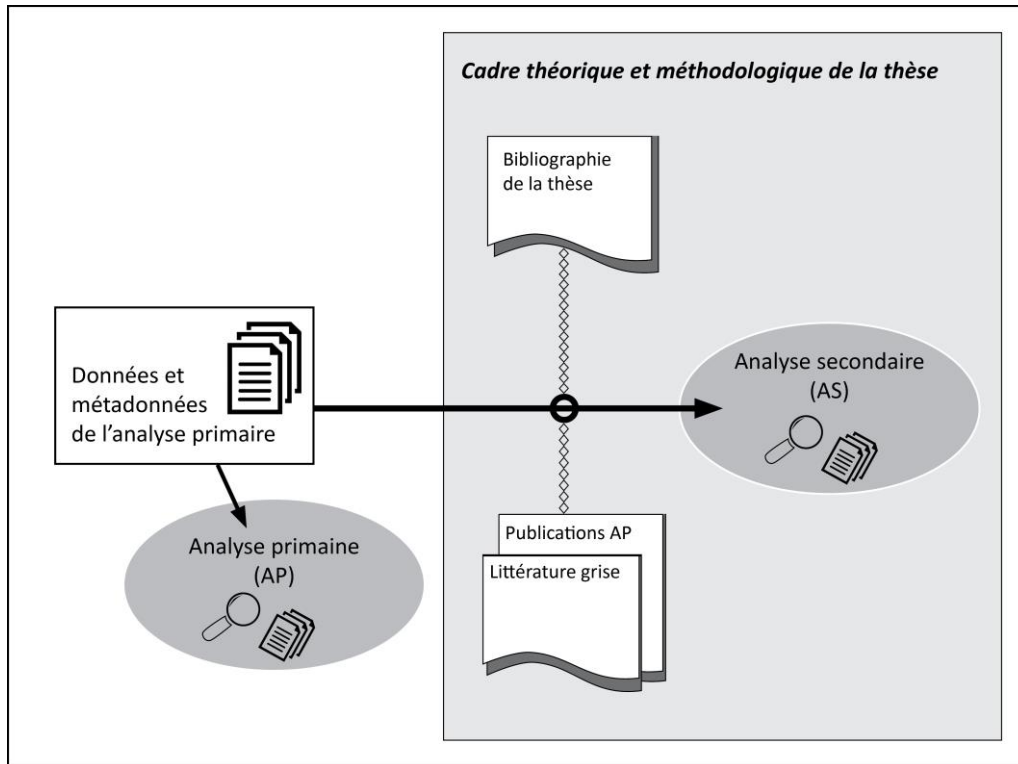 Cadre théorique et méthodologique de la thèse
Bibliographie
de la thèse
Données et
métadonnées
de l'analyse primaire
Analyse secondaire
(AS)
Analyse primaine
(AP)
Publications AP
Littérature grise